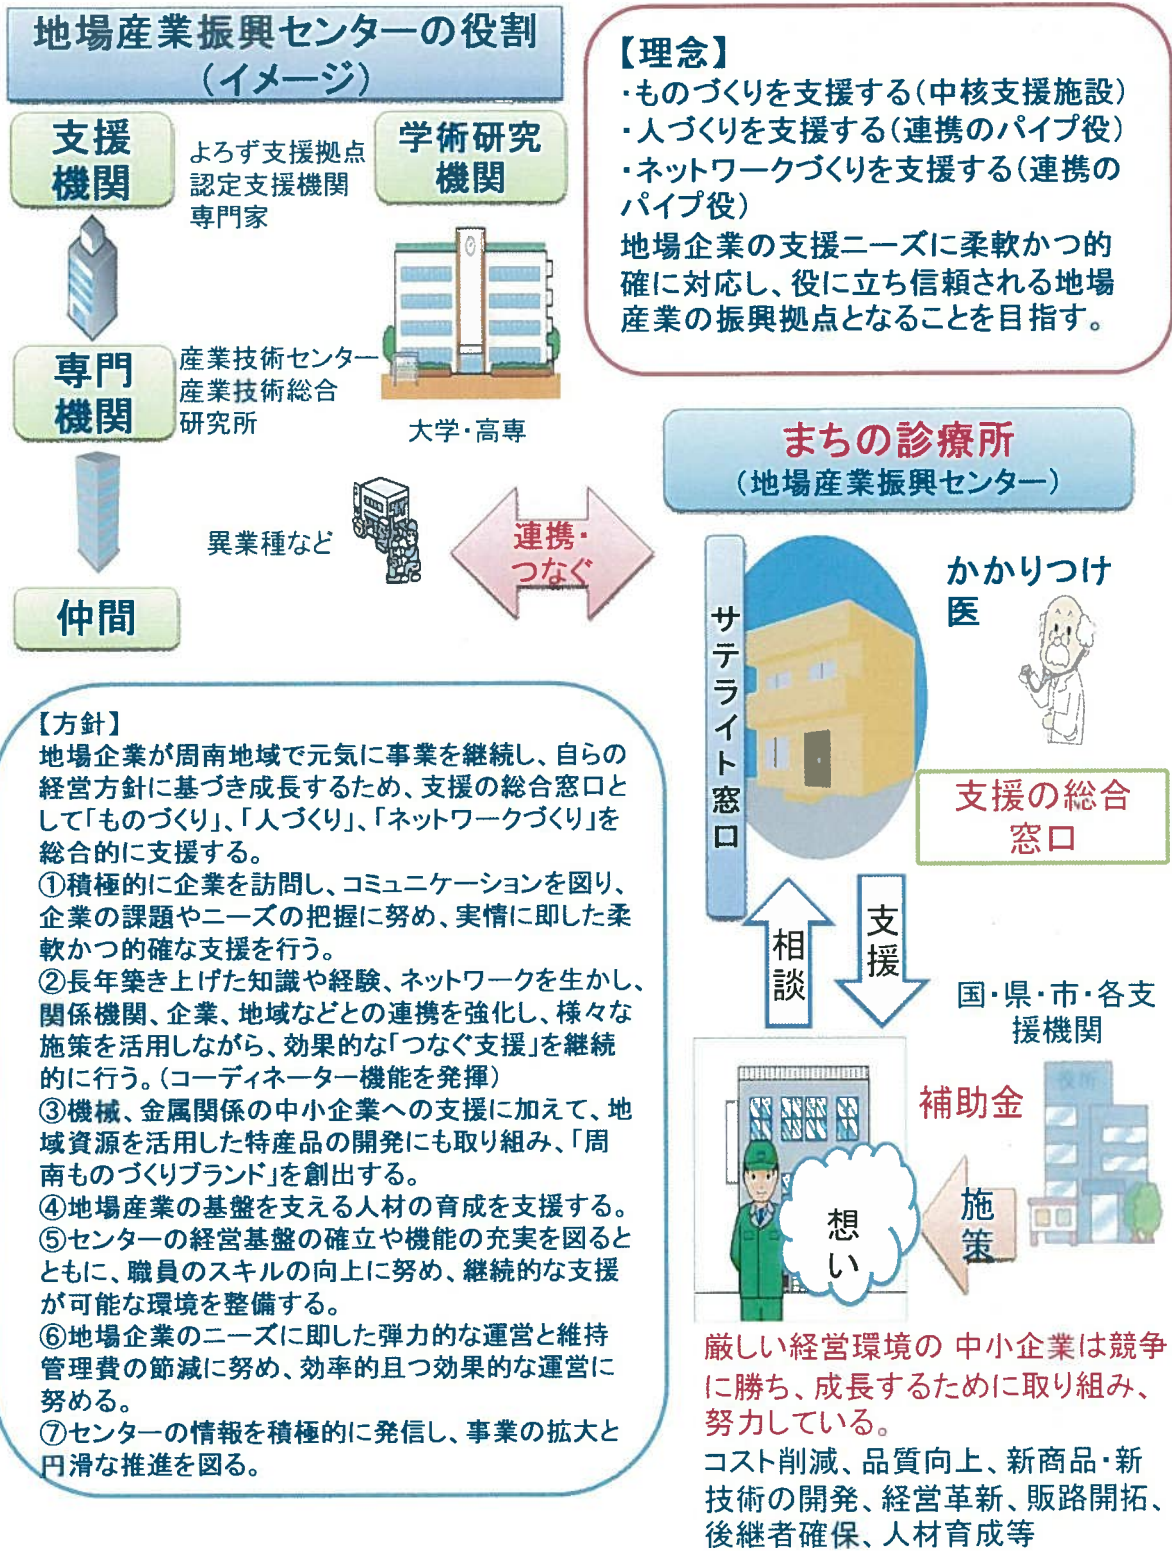 地場産業振興センターの役割
(イメージ)
【理念】
・ものづくりを支援する(中核支援施設)
・人づくりを支援する(連携のパイプ役)
・ネットワークづくりを支援する(連携の
パイプ役)
地場企業の支援ニーズに柔軟かつ的
確に対応し、役に立ち信頼される地場
産業の振興拠点となることを目指す。
支援
機関
よろず支援拠点
認定支援機関
専門家
学術研究
機関
専門
機関
産業技術センター
産業技術総合
研究所
大学・高専
異業種など
仲間
連携・
つなぐ
まちの診療所
(地場産業振興センター)
サテライト窓口
かかりつけ
医
支援の総合
窓口
相談
支援
国・県・市・各支
援機関
役所
補助金
施策
想い
厳しい経営環境の 中小企業は競争
に勝ち、成長するために取り組み、
努力している。
コスト削減、品質向上、新商品・新
技術の開発、経営革新、販路開拓、
後継者確保、人材育成等
【方針】
地場企業が周南地域で元気に事業を継続し、自らの
経営方針に基づき成長するため、支援の総合窓口と
して「ものづくり」、「人づくり」、「ネットワークづくり」を
総合的に支援する。
①積極的に企業を訪問し、コミュニケーションを図り、
企業の課題やニーズの把握に努め、実情に即した柔
軟かつ的確な支援を行う。
②長年築き上げた知識や経験、ネットワークを生かし、
関係機関、企業、地域などとの連携を強化し、様々な
施策を活用しながら、効果的な「つなぐ支援」を継続
的に行う。(コーディネーター機能を発揮)
③機械、金属関係の中小企業への支援に加えて、地
域資源を活用した特産品の開発にも取り組み、「周
南ものづくりブランド」を創出する。
④地場産業の基盤を支える人材の育成を支援する。
⑤センターの経営基盤の確立や機能の充実を図ると
ともに、職員のスキルの向上に努め、継続的な支援
が可能な環境を整備する。
⑥地場企業のニーズに即した弾力的な運営と維持
管理費の節減に努め、効率的且つ効果的な運営に
努める。
⑦センターの情報を積極的に発信し、事業の拡大と
円滑な推進を図る。